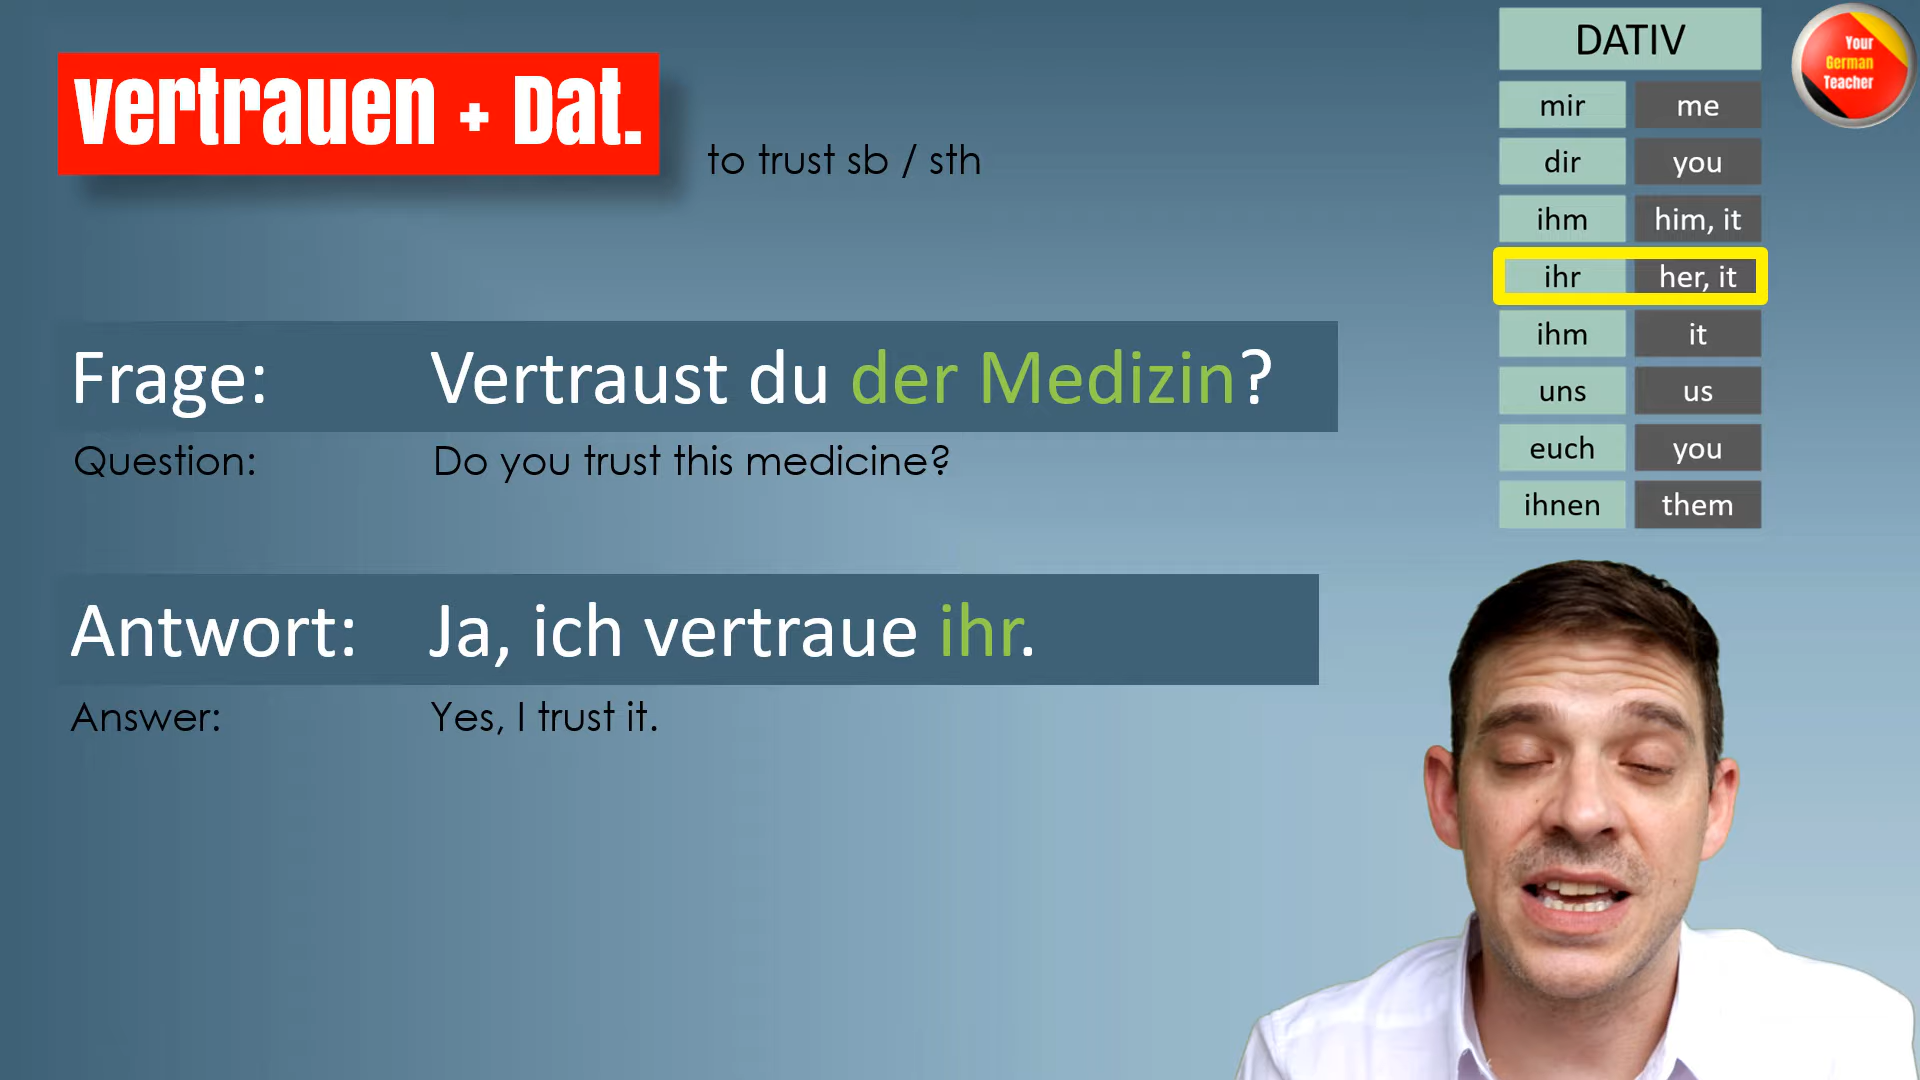 vertrauen + Dat.
to trust sb / sth
Frage: Vertraust du der Medizin?
Question: Do you trust this medicine?
Antwort: Ja, ich vertraue ihr.
Answer: Yes, I trust it.
DATIV
mir me
dir you
ihm him, it
ihr her, it
ihm it
uns us
euch you
ihnen them
Your
German
Teacher